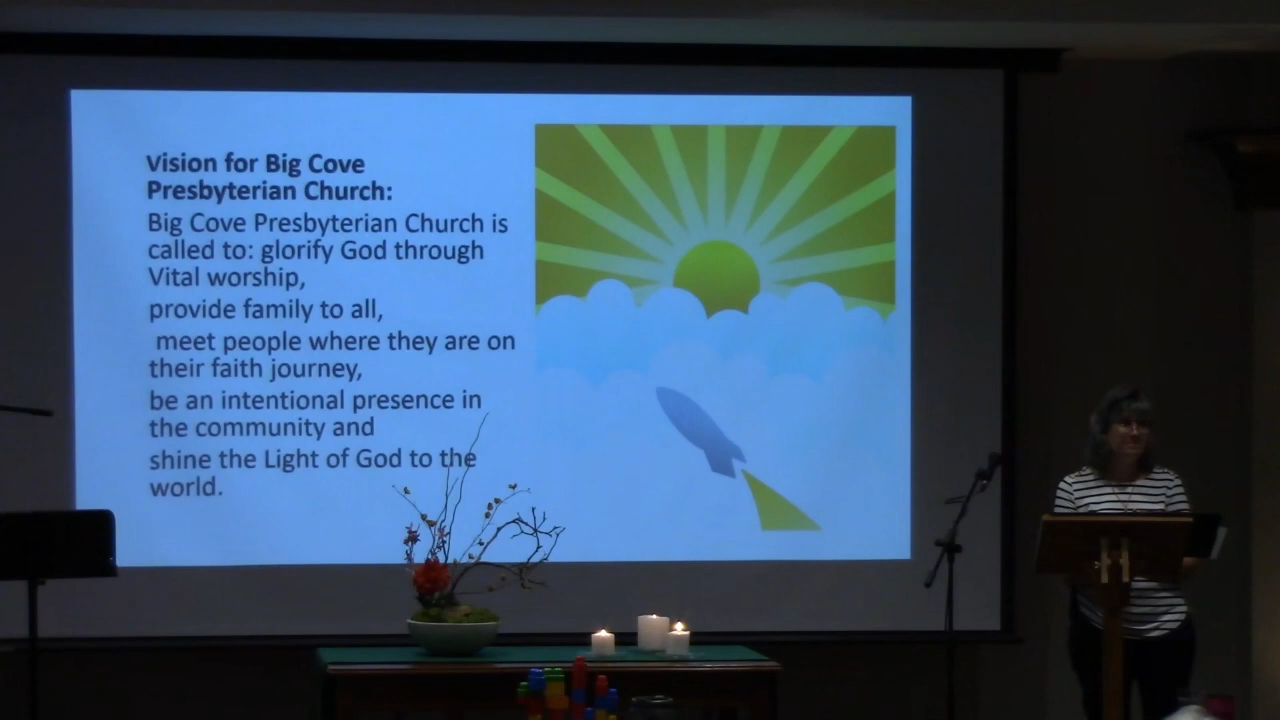 Vision for Big Cove
Presbyterian Church:
Big Cove Presbyterian Church is
called to: glorify God through
Vital worship,
provide family to all,
meet people where they are on
their faith journey,
be an intentional presence in
the community and
shine the Light of God to the
world.